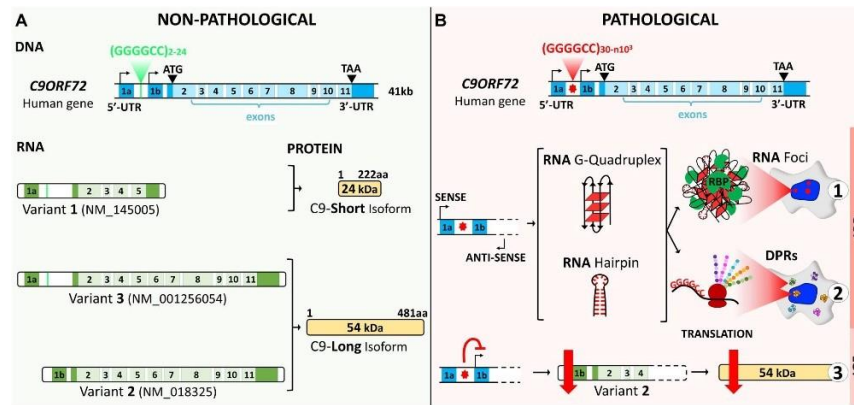 A NON-PATHOLOGICAL
DNA
(GGGGCC)2-24
ATG
TAA
C9ORF72
Human gene
1a 1b 2 3 4 5 6 7 8 9 10 11
41kb
5'-UTR
3'-UTR
exons
RNA
PROTEIN
1a 2 3 4 5
Variant 1 (NM_145005)
1 222aa
24 kDa
C9-Short Isoform
1a 2 3 4 5 6 7 8 9 10 11
Variant 3 (NM_001256054)
1 481aa
54 kDa
C9-Long Isoform
1b 2 3 4 5 6 7 8 9 10 11
Variant 2 (NM_018325)
B PATHOLOGICAL
(GGGGCC)30-n10³
ATG
TAA
C9ORF72
Human gene
1a 1b 2 3 4 5 6 7 8 9 10 11
5'-UTR
3'-UTR
exons
SENSE
1a 1b
ANTI-SENSE
RNA G-Quadruplex
RNA Hairpin
RBP
RNA Foci
1
DPRs
GGGGCC
2
TRANSLATION
1a 1b
1b 2 3 4
Variant 2
54 kDa
3